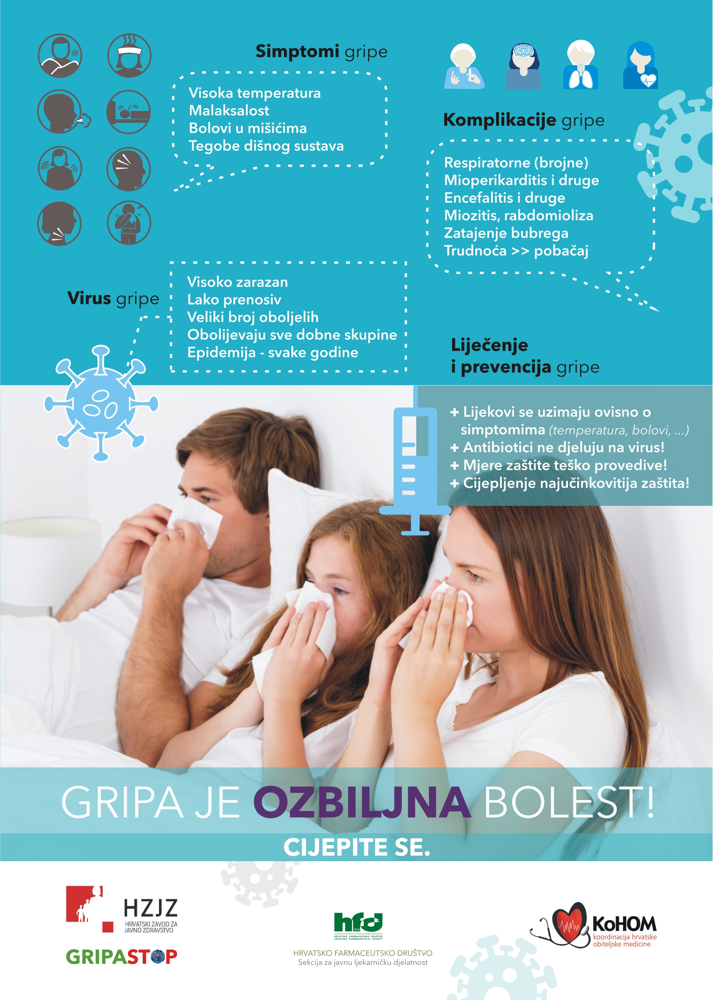 Simptomi gripe
Visoka temperatura
Malaksalost
Bolovi u mišićima
Tegobe dišnog sustava
Komplikacije gripe
Respiratorne (brojne)
Mioperikarditis i druge
Encefalitis i druge
Miozitis, rabdomioliza
Zatajenje bubrega
Trudnoća >> pobačaj
Virus gripe
Visoko zarazan
Lako prenosiv
Veliki broj oboljelih
Obolijevaju sve dobne skupine
Epidemija - svake godine
Liječenje
i prevencija gripe
+ Lijekovi se uzimaju ovisno o
simptomima (temperatura, bolovi, ...)
+ Antibiotici ne djeluju na virus!
+ Mjere zaštite teško provedive!
+ Cijepljenje najučinkovitija zaštita!
GRIPA JE OZBILJNA BOLEST!
CIJEPITE SE.
HZJZ
HRVATSKI ZAVOD ZA
JAVNO ZDRAVSTVO
GRIPASTOP
hfd
1858
HRVATSKO FARMACEUTSKO DRUŠTVO
CROATIAN PHARMACEUTICAL SOCIETY
HRVATSKO FARMACEUTSKO DRUŠTVO
Sekcija za javnu ljekarničku djelatnost
KoHOM
koordinacija hrvatske
obiteljske medicine